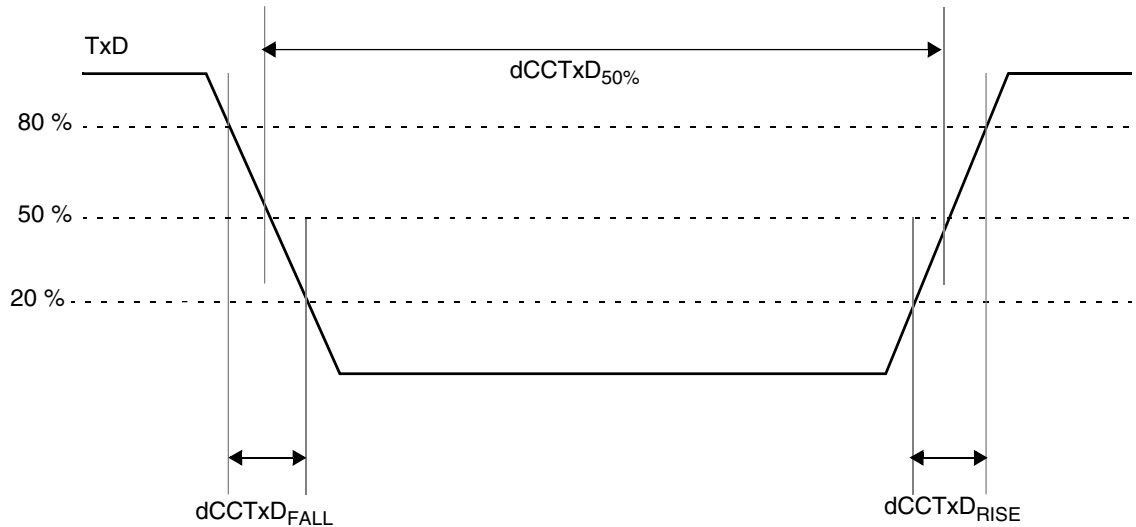 TxD
dCCTxD50%
80 %
50 %
20 %
dCCTxDFALL
dCCTxDRISE